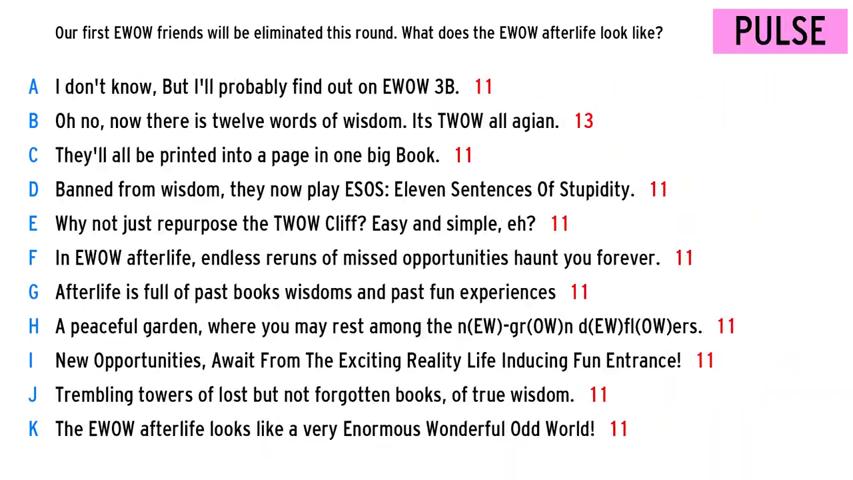 Our first EWOW friends will be eliminated this round. What does the EWOW afterlife look like?
PULSE
A I don't know, But I'll probably find out on EWOW 3B. 11
B Oh no, now there is twelve words of wisdom. Its TWOW all agian. 13
C They'll all be printed into a page in one big Book. 11
D Banned from wisdom, they now play ESOS: Eleven Sentences Of Stupidity. 11
E Why not just repurpose the TWOW Cliff? Easy and simple, eh? 11
F In EWOW afterlife, endless reruns of missed opportunities haunt you forever. 11
G Afterlife is full of past books wisdoms and past fun experiences 11
H A peaceful garden, where you may rest among the n(EW)-gr(OW)n d(EW)fl(OW)ers. 11
I New Opportunities, Await From The Exciting Reality Life Inducing Fun Entrance! 11
J Trembling towers of lost but not forgotten books, of true wisdom. 11
K The EWOW afterlife looks like a very Enormous Wonderful Odd World! 11